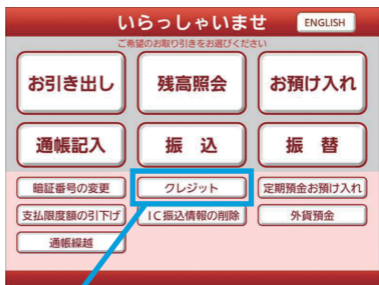 いらっしゃいませ ENGLISH
ご希望のお取り引きをお選びください
お引き出し 残高照会 お預け入れ
通帳記入 振込 振替
暗証番号の変更 クレジット 定期預金お預け入れ
支払限度額の引下げ IC振込情報の削除 外貨預金
通帳繰越